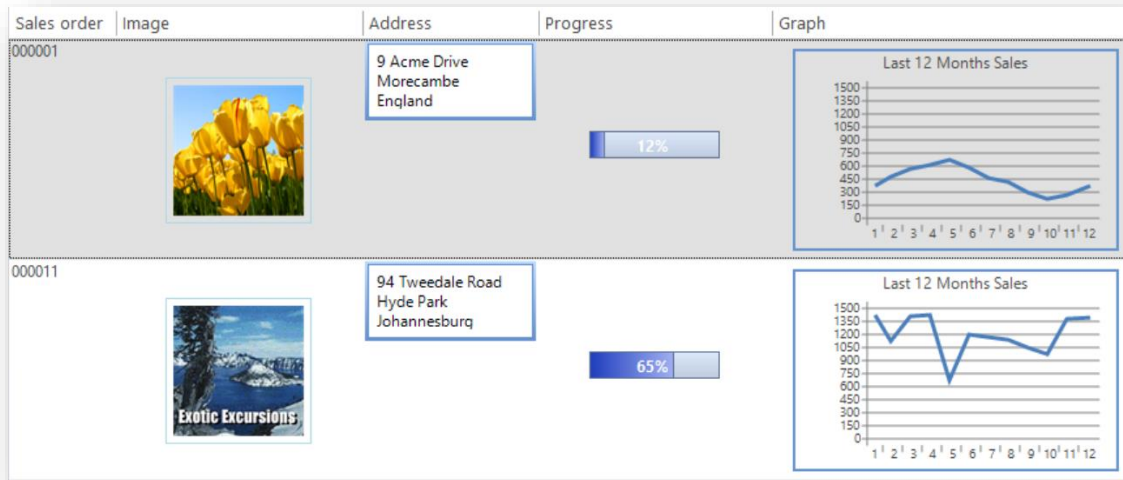 Sales order Image Address Progress Graph
000001
9 Acme Drive
Morecambe
England
12%
Last 12 Months Sales
1500
1350
1200
1050
900
750
600
450
300
150
0
1 2 3 4 5 6 7 8 9 10 11 12
000011
94 Tweedale Road
Hyde Park
Johannesburg
Exotic Excursions
65%
Last 12 Months Sales
1500
1350
1200
1050
900
750
600
450
300
150
0
1 2 3 4 5 6 7 8 9 10 11 12